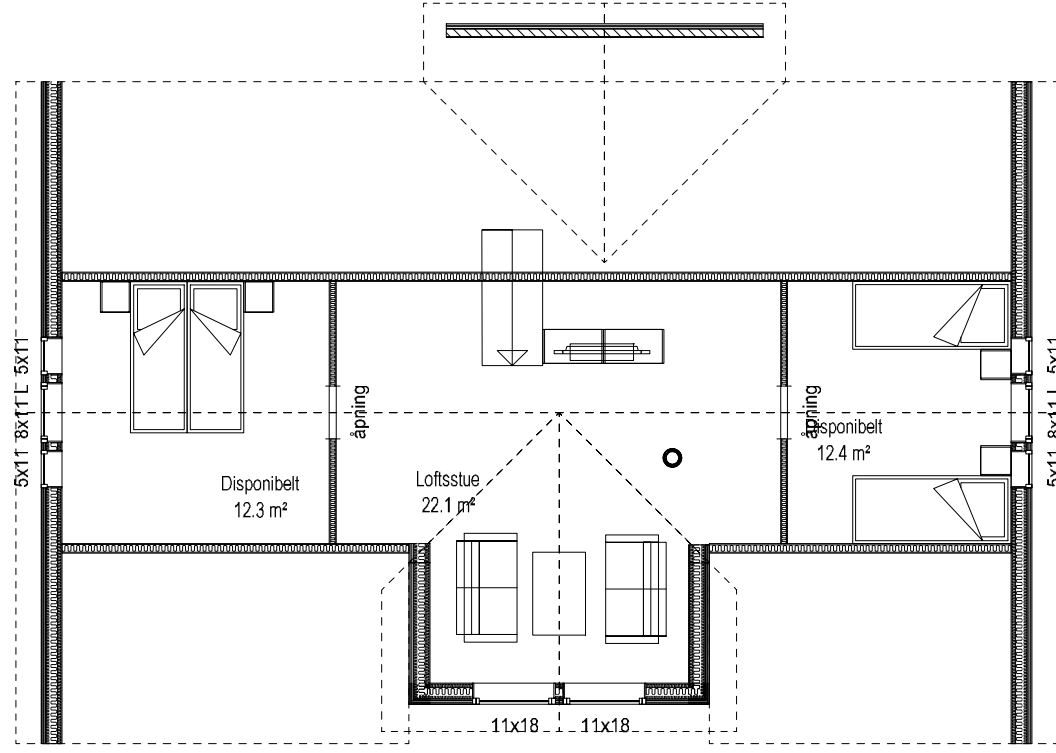 5x11 8x11 L 5x11
åpning
åpning
5x11 8x11 L 5x11
Disponibelt
12.4 m²
Loftsstue
22.1 m²
Disponibelt
12.3 m²
11x18 11x18